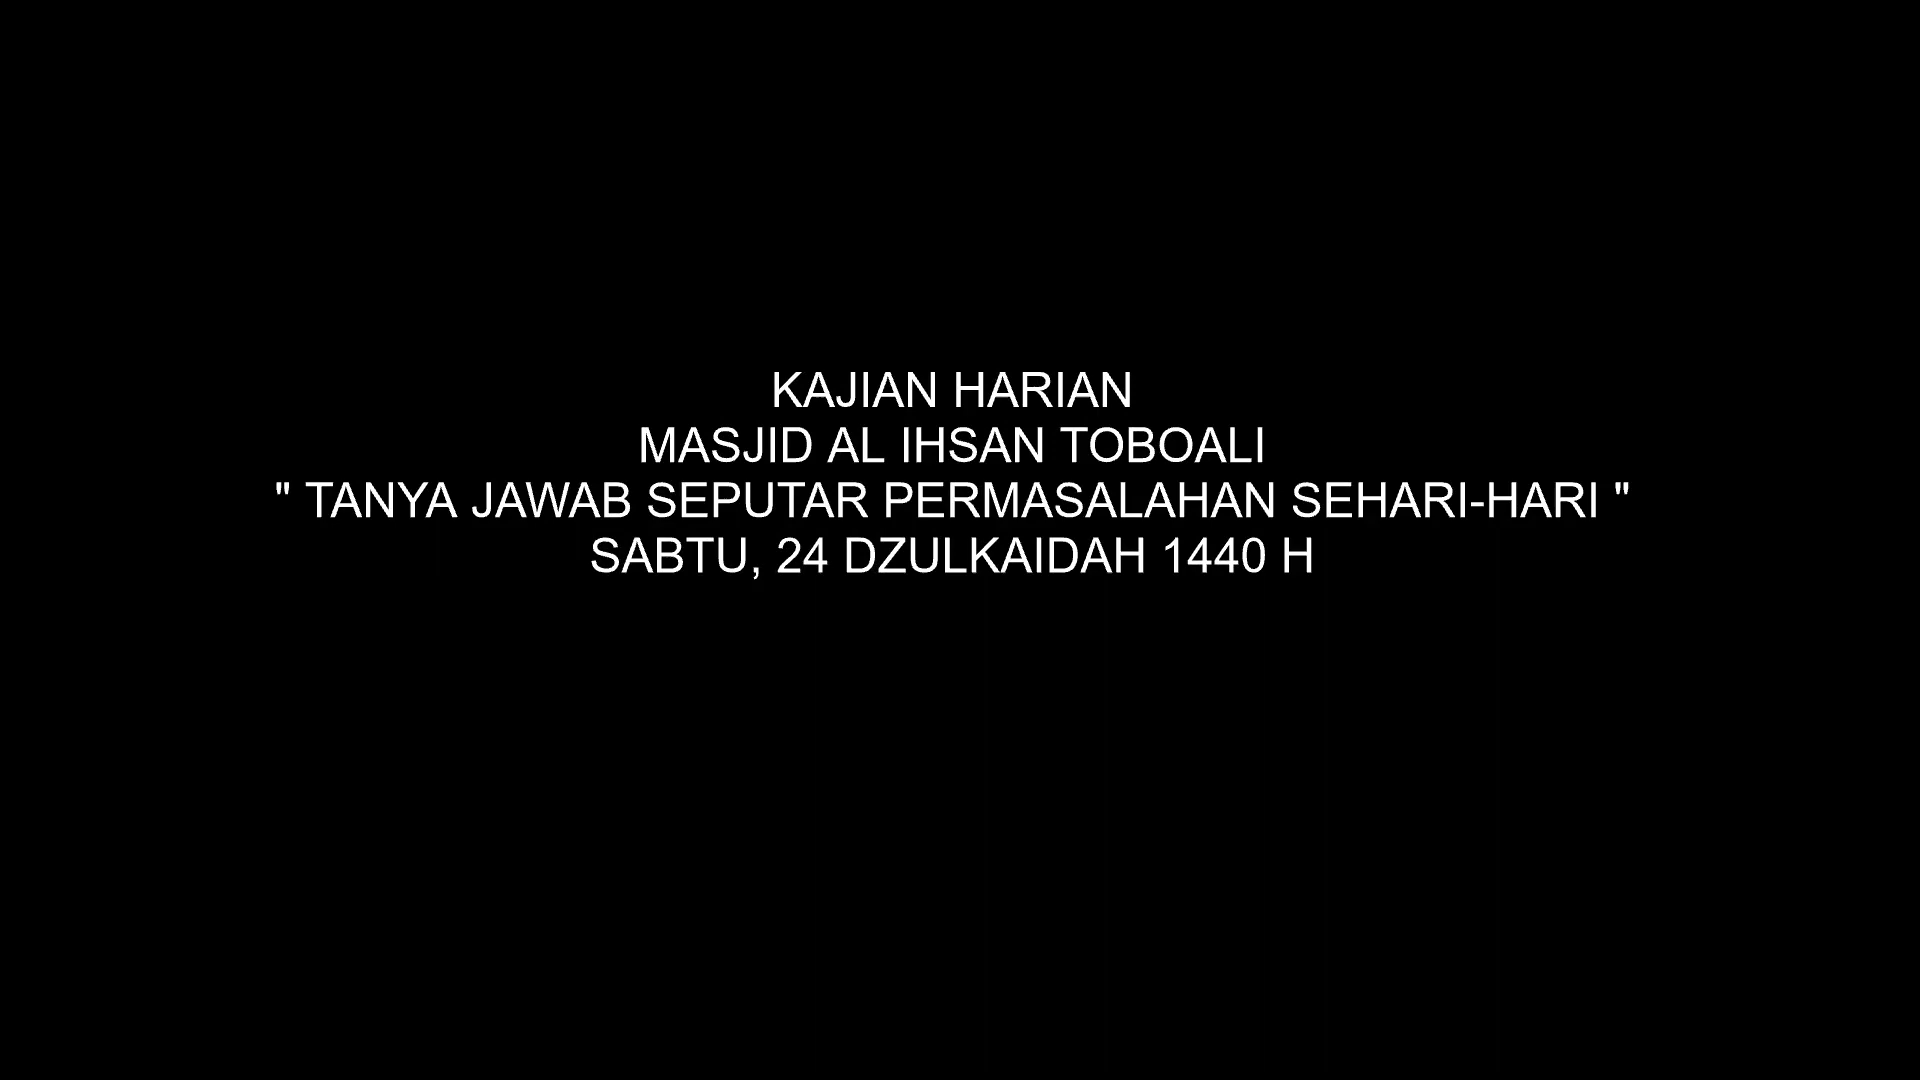 KAJIAN HARIAN
MASJID AL IHSAN TOBOALI
" TANYA JAWAB SEPUTAR PERMASALAHAN SEHARI-HARI "
SABTU, 24 DZULKAIDAH 1440 H